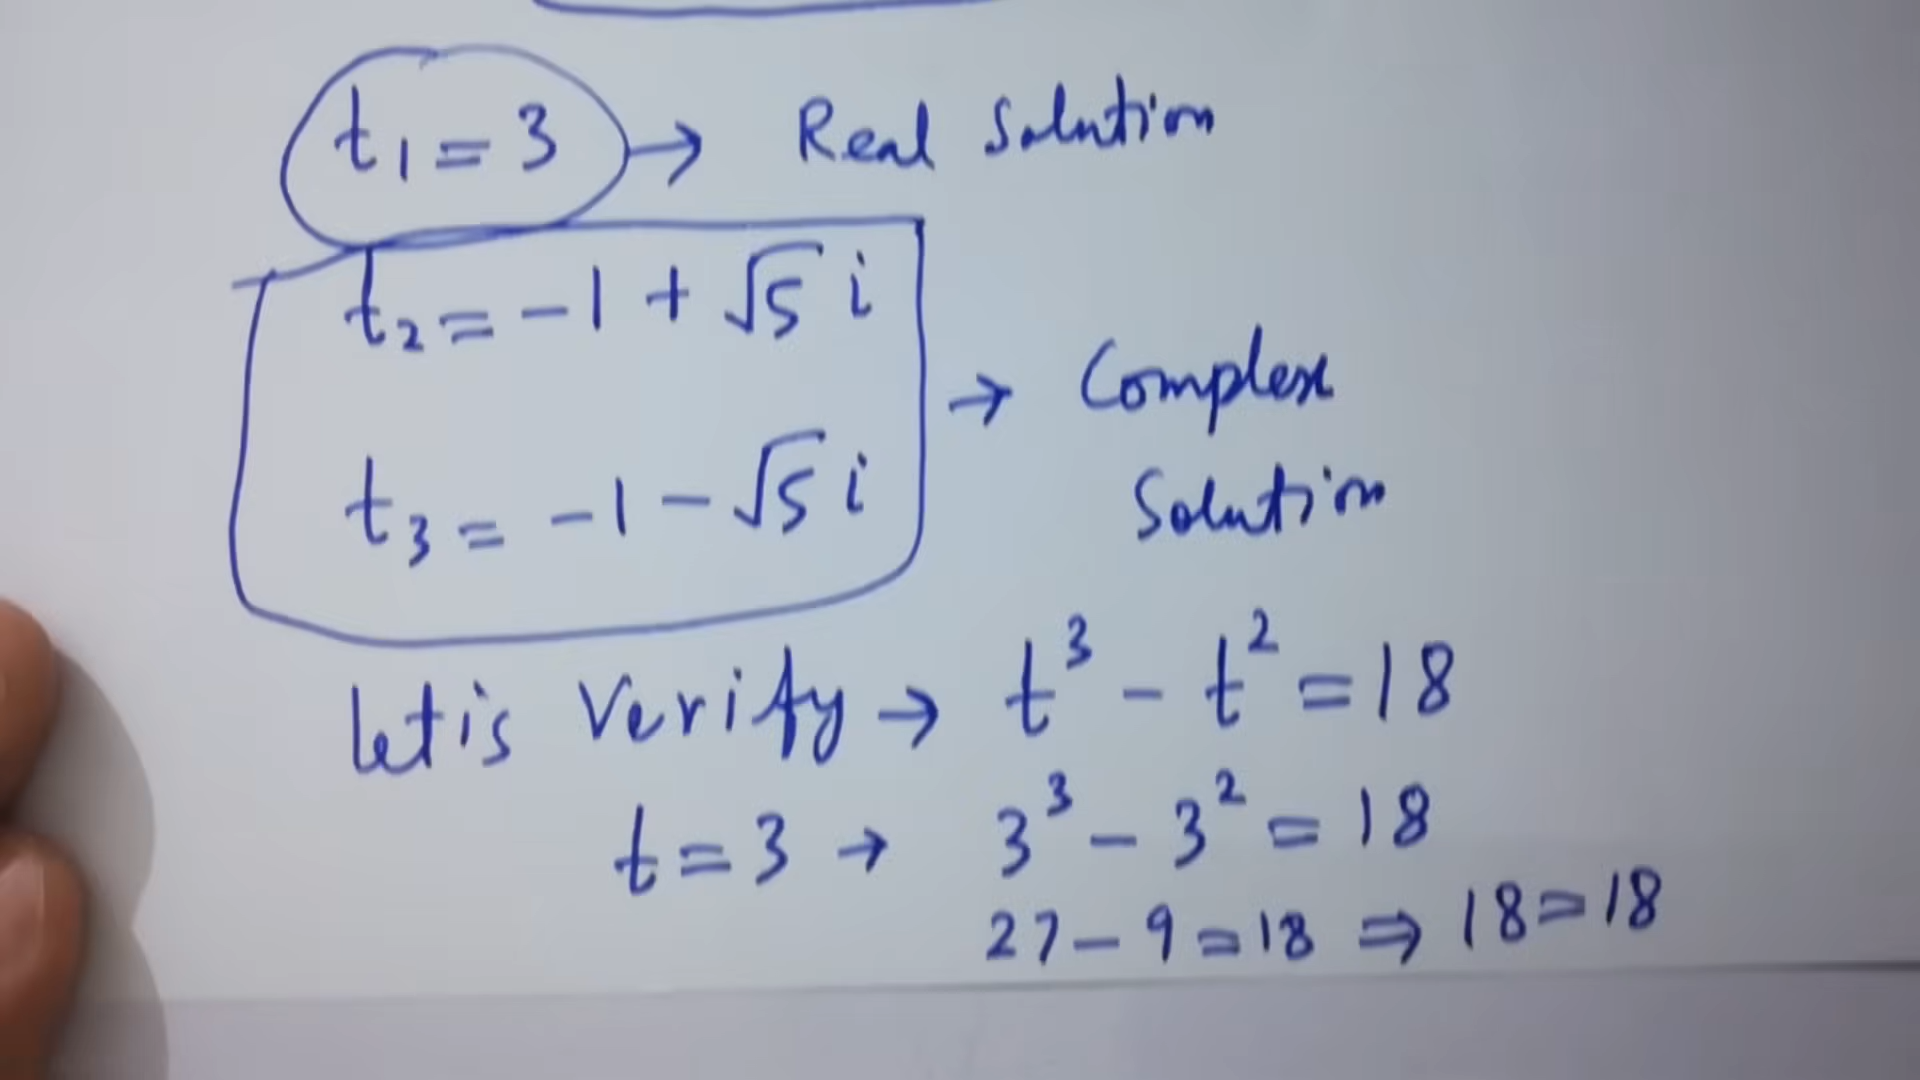 t₁ = 3 → Real Solution
t₂ = -1 + √5 i
t₃ = -1 - √5 i
→ Complex
Solution
let's Verify → t³ - t² = 18
t = 3 → 3³ - 3² = 18
27 - 9 = 18 ⇒ 18 = 18